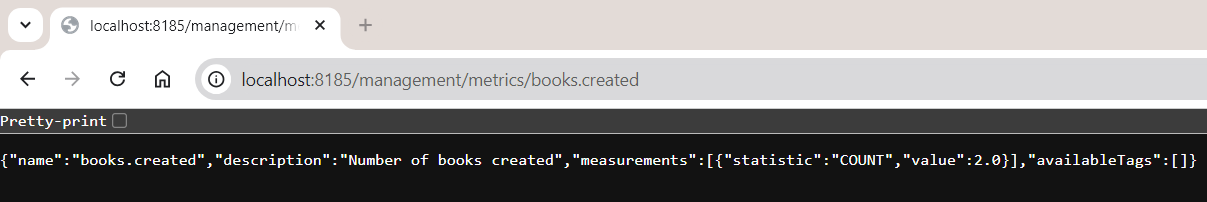 localhost:8185/management/m
localhost:8185/management/metrics/books.created
Pretty-print
{"name":"books.created","description":"Number of books created","measurements":[{"statistic":"COUNT","value":2.0}],"availableTags":[]}